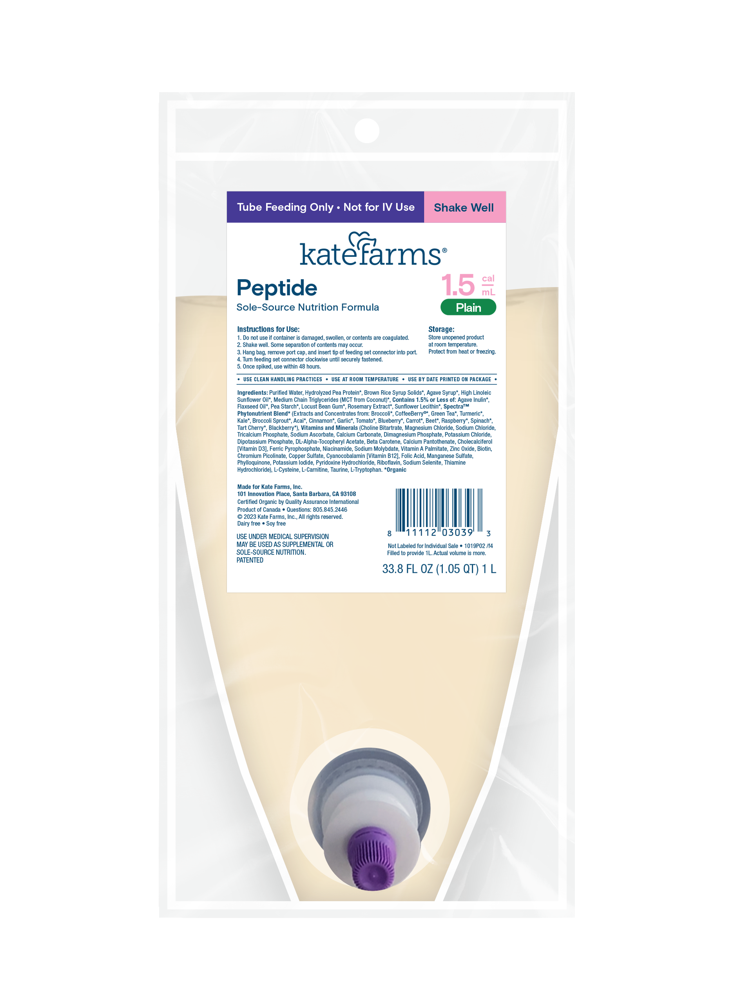 Tube Feeding Only • Not for IV Use
Shake Well
katefarms®
Peptide
Sole-Source Nutrition Formula
1.5 cal
mL
Plain
Instructions for Use:
1. Do not use if container is damaged, swollen, or contents are coagulated.
2. Shake well. Some separation of contents may occur.
3. Hang bag, remove port cap, and insert tip of feeding set connector into port.
4. Turn feeding set connector clockwise until securely fastened.
5. Once spiked, use within 48 hours.
Storage:
Store unopened product
at room temperature.
Protect from heat or freezing.
• USE CLEAN HANDLING PRACTICES • USE AT ROOM TEMPERATURE • USE BY DATE PRINTED ON PACKAGE •
Ingredients: Purified Water, Hydrolyzed Pea Protein*, Brown Rice Syrup Solids*, Agave Syrup*, High Linoleic
Sunflower Oil*, Medium Chain Triglycerides (MCT from Coconut)*, Contains 1.5% or Less of: Agave Inulin*,
Flaxseed Oil*, Pea Starch*, Locust Bean Gum*, Rosemary Extract*, Sunflower Lecithin*, Spectra™
Phytonutrient Blend* (Extracts and Concentrates from: Broccoli*, CoffeeBerry®*, Green Tea*, Turmeric*,
Kale*, Broccoli Sprout*, Acai*, Cinnamon*, Garlic*, Tomato*, Blueberry*, Carrot*, Beet*, Raspberry*, Spinach*,
Tart Cherry*, Blackberry*), Vitamins and Minerals (Choline Bitartrate, Magnesium Chloride, Sodium Chloride,
Tricalcium Phosphate, Sodium Ascorbate, Calcium Carbonate, Dimagnesium Phosphate, Potassium Chloride,
Dipotassium Phosphate, DL-Alpha-Tocopheryl Acetate, Beta Carotene, Calcium Pantothenate, Cholecalciferol
[Vitamin D3], Ferric Pyrophosphate, Niacinamide, Sodium Molybdate, Vitamin A Palmitate, Zinc Oxide, Biotin,
Chromium Picolinate, Copper Sulfate, Cyanocobalamin [Vitamin B12], Folic Acid, Manganese Sulfate,
Phylloquinone, Potassium Iodide, Pyridoxine Hydrochloride, Riboflavin, Sodium Selenite, Thiamine
Hydrochloride), L-Cysteine, L-Carnitine, Taurine, L-Tryptophan. *Organic
Made for Kate Farms, Inc.
101 Innovation Place, Santa Barbara, CA 93108
Certified Organic by Quality Assurance International
Product of Canada • Questions: 805.845.2446
© 2023 Kate Farms, Inc., All rights reserved.
Dairy free • Soy free
USE UNDER MEDICAL SUPERVISION
MAY BE USED AS SUPPLEMENTAL OR
SOLE-SOURCE NUTRITION.
PATENTED
8 11112 03039 3
Not Labeled for Individual Sale • 1019P02 /f4
Filled to provide 1L. Actual volume is more.
33.8 FL OZ (1.05 QT) 1 L